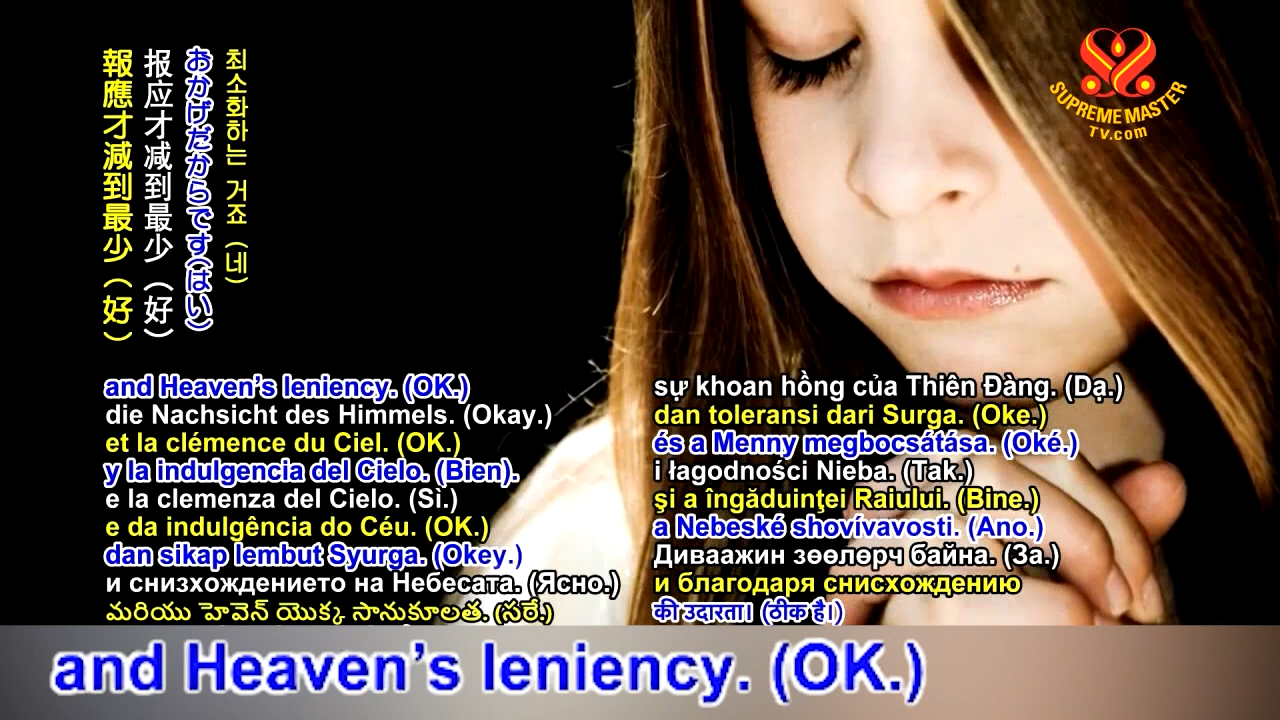 報應才減到最少（好）
报应才减到最少（好）
おかげだからです(はい)
최소화하는 거죠 (네)
SUPREME MASTER
TV.com
and Heaven’s leniency. (OK.)
die Nachsicht des Himmels. (Okay.)
et la clémence du Ciel. (OK.)
y la indulgencia del Cielo. (Bien).
e la clemenza del Cielo. (Sì.)
e da indulgência do Céu. (OK.)
dan sikap lembut Syurga. (Okey.)
и снизхождението на Небесата. (Ясно.)
మరియు హెవెన్ యొక్క సానుకూలత. (సరే.)
sự khoan hồng của Thiên Đàng. (Dạ.)
dan toleransi dari Surga. (Oke.)
és a Menny megbocsátása. (Oké.)
i łagodności Nieba. (Tak.)
şi a îngăduinţei Raiului. (Bine.)
a Nebeské shovívavosti. (Ano.)
Диваажин зөөлөрч байна. (За.)
и благодаря снисхождению
की उदारता। (ठीक है।)
and Heaven’s leniency. (OK.)